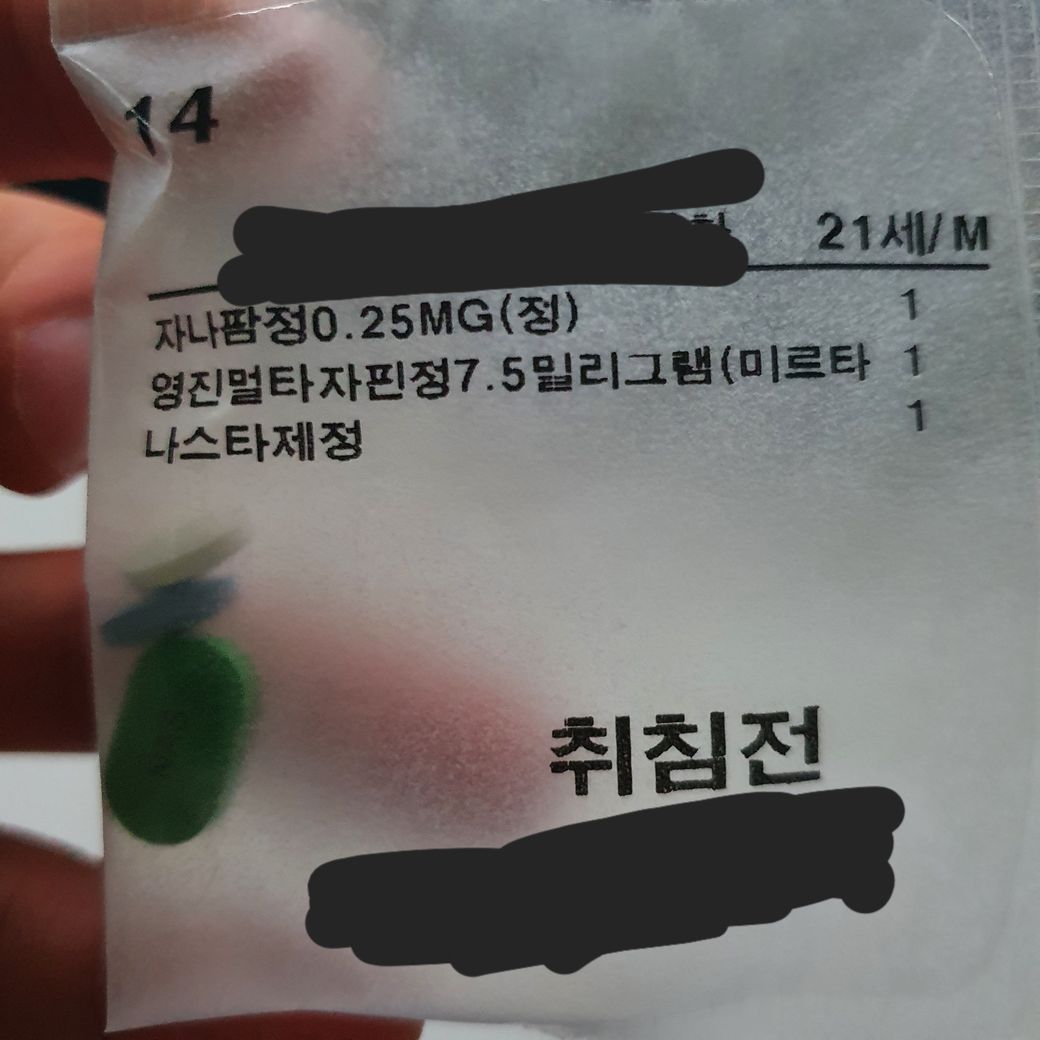 14
21세/M
자나팜정0.25MG(정) 1
영진멀타자핀정7.5밀리그램(미르타 1
나스타제정 1
취침전